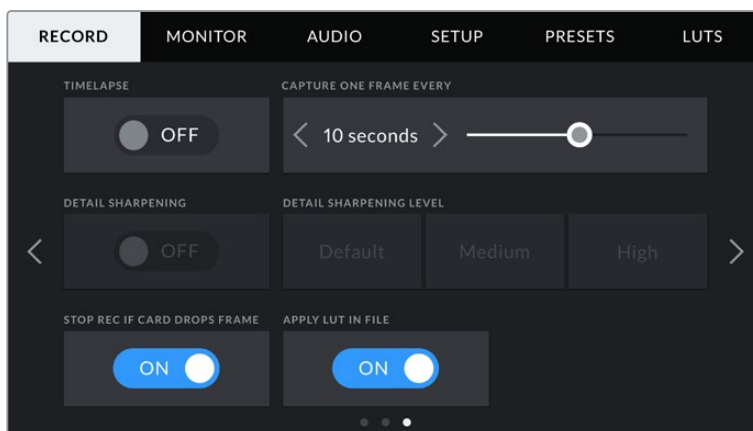 RECORD MONITOR AUDIO SETUP PRESETS LUTS
TIMELAPSE CAPTURE ONE FRAME EVERY
OFF 10 seconds
DETAIL SHARPENING DETAIL SHARPENING LEVEL
OFF Default Medium High
STOP REC IF CARD DROPS FRAME APPLY LUT IN FILE
ON ON